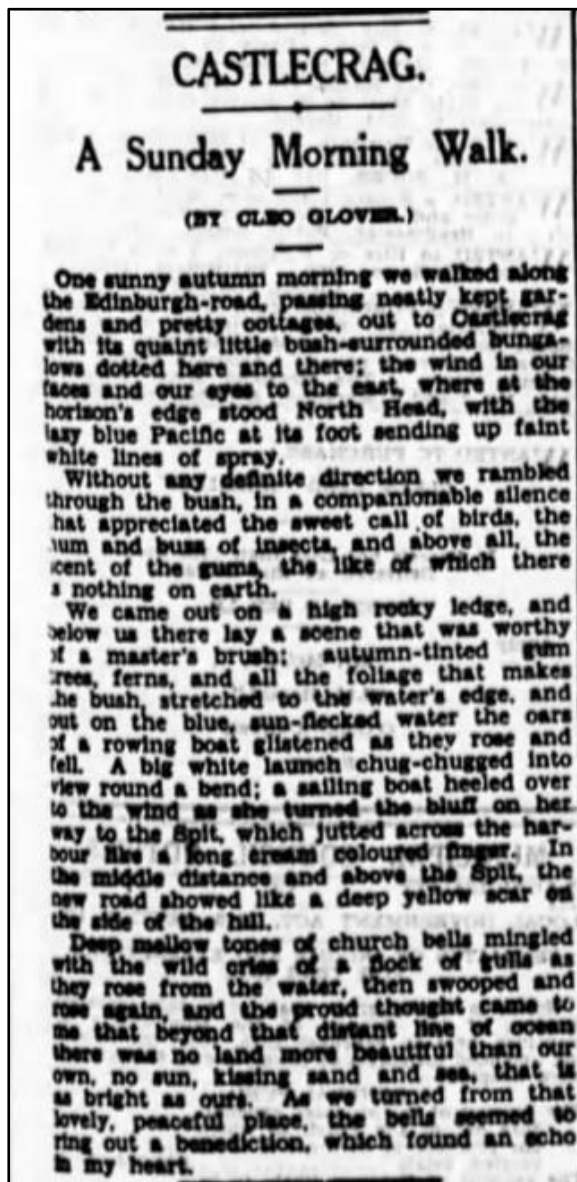 CASTLECRAG.
A Sunday Morning Walk.
(BY CLEO GLOVER.)
One sunny autumn morning we walked along
the Edinburgh-road, passing neatly kept gar-
dens and pretty cottages, out to Castlecrag
with its quaint little bush-surrounded bunga-
lows dotted here and there; the wind in our
faces and our eyes to the east, where at the
horison's edge stood North Head, with the
lazy blue Pacific at its foot sending up faint
white lines of spray.
Without any definite direction we rambled
through the bush, in a companionable silence
hat appreciated the sweet call of birds, the
um and buzz of insects, and above all, the
cent of the gums, the like of which there
s nothing on earth.
We came out on a high rocky ledge, and
below us there lay a scene that was worthy
of a master's brush; autumn-tinted gum
trees, ferns, and all the foliage that makes
the bush, stretched to the water's edge, and
out on the blue, sun-flecked water the oars
of a rowing boat glistened as they rose and
fell. A big white launch chug-chugged into
view round a bend; a sailing boat heeled over
to the wind as she turned the bluff on her
way to the Spit, which jutted across the har-
bour like a long cream coloured finger. In
the middle distance and above the Spit, the
new road showed like a deep yellow scar on
the side of the hill.
Deep mellow tones of church bells mingled
with the wild cries of a flock of gulls as
they rose from the water, then swooped and
rose again, and the proud thought came to
me that beyond that distant line of ocean
there was no land more beautiful than our
own, no sun, kissing sand and sea, that is
as bright as ours. As we turned from that
lovely, peaceful place, the bells seemed to
ring out a benediction, which found an echo
in my heart.